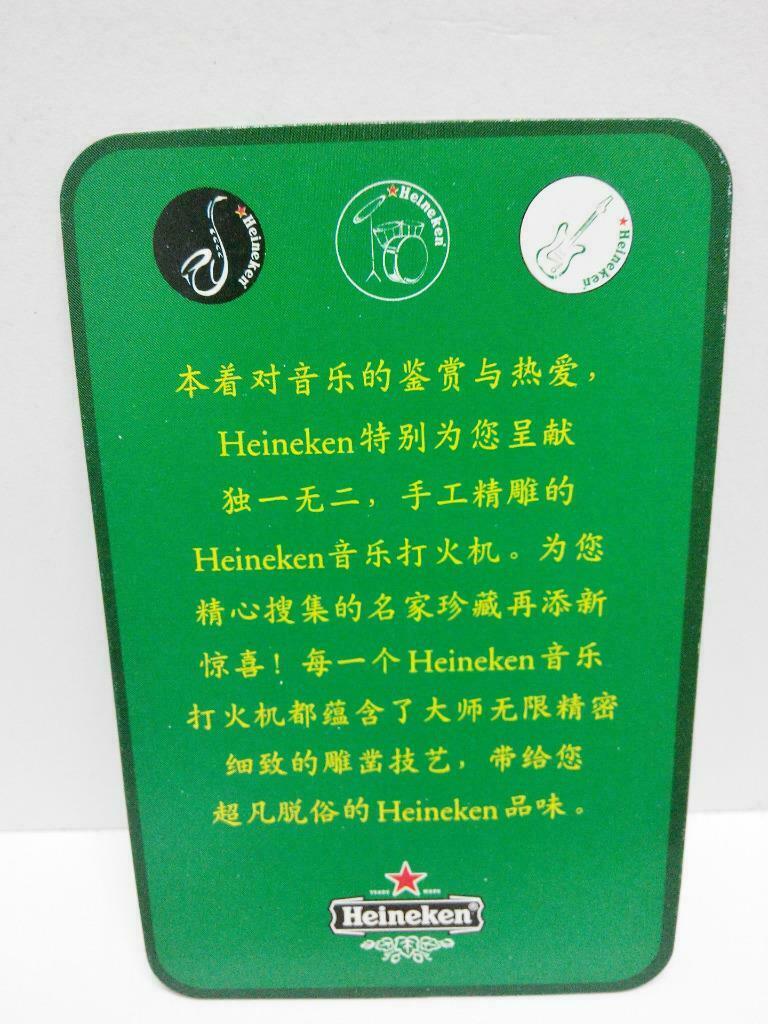 Heineken
Heineken
Heineken
本着对音乐的鉴赏与热爱，
Heineken特别为您呈献
独一无二，手工精雕的
Heineken音乐打火机。为您
精心搜集的名家珍藏再添新
惊喜！每一个Heineken音乐
打火机都蕴含了大师无限精密
细致的雕凿技艺，带给您
超凡脱俗的Heineken品味。
TRADE MARK
Heineken®